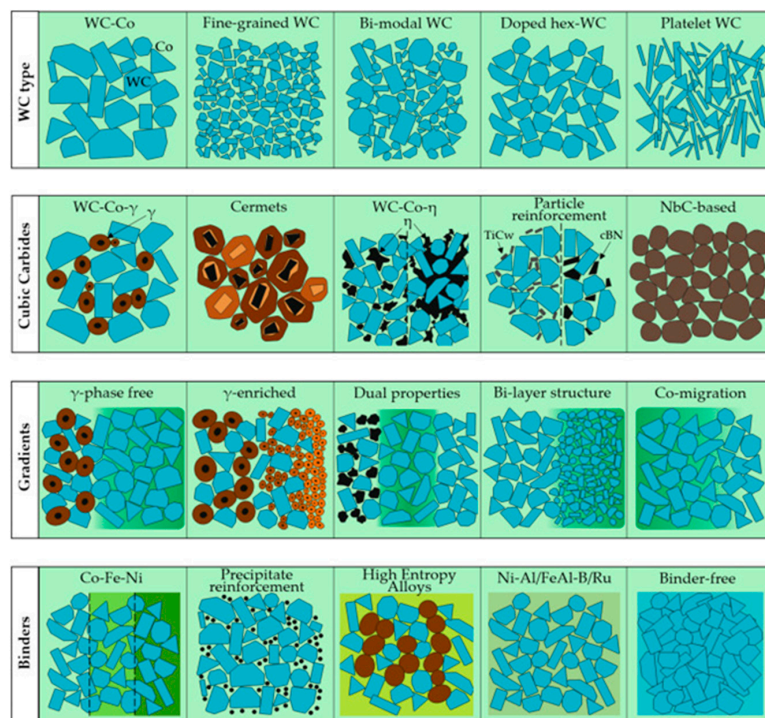 WC type
WC-Co
Co
WC
Fine-grained WC
Bi-modal WC
Doped hex-WC
Platelet WC
Cubic Carbides
WC-Co-γ
γ
Cermets
WC-Co-η
η
Particle
reinforcement
TiCw
cBN
NbC-based
Gradients
γ-phase free
γ-enriched
Dual properties
Bi-layer structure
Co-migration
Binders
Co-Fe-Ni
Precipitate
reinforcement
High Entropy
Alloys
Ni-Al/FeAl-B/Ru
Binder-free